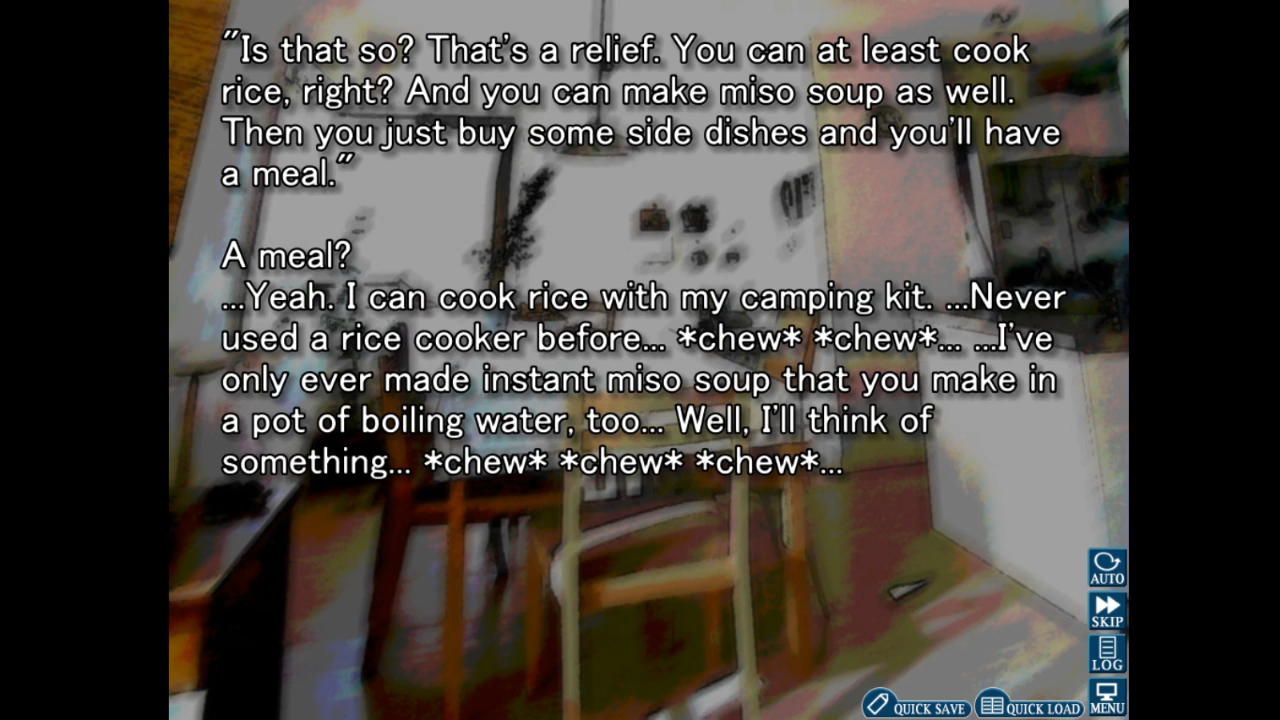 "Is that so? That's a relief. You can at least cook
rice, right? And you can make miso soup as well.
Then you just buy some side dishes and you'll have
a meal."
A meal?
...Yeah. I can cook rice with my camping kit. ...Never
used a rice cooker before... *chew* *chew*... ...I've
only ever made instant miso soup that you make in
a pot of boiling water, too... Well, I'll think of
something... *chew* *chew* *chew*...
AUTO
SKIP
LOG
MENU
QUICK SAVE
QUICK LOAD